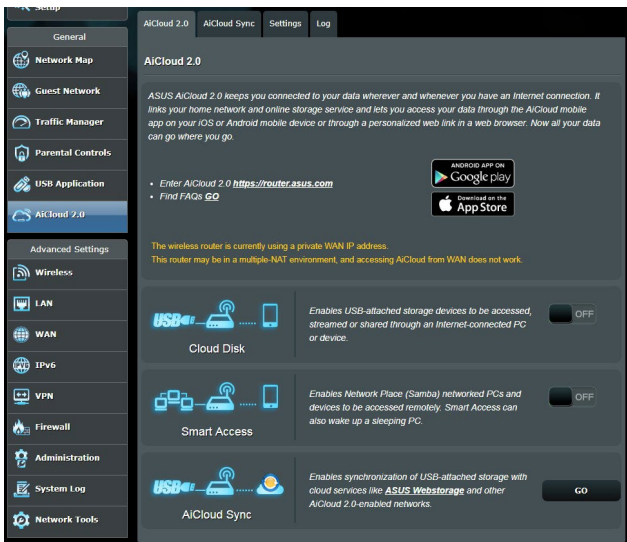 Setup
General
Network Map
Guest Network
Traffic Manager
Parental Controls
USB Application
AiCloud 2.0
Advanced Settings
Wireless
LAN
WAN
IPv6
VPN
Firewall
Administration
System Log
Network Tools
AiCloud 2.0 AiCloud Sync Settings Log
AiCloud 2.0
ASUS AiCloud 2.0 keeps you connected to your data wherever and whenever you have an Internet connection. It
links your home network and online storage service and lets you access your data through the AiCloud mobile
app on your iOS or Android mobile device or through a personalized web link in a web browser. Now all your data
can go where you go.
• Enter AiCloud 2.0 https://router.asus.com
• Find FAQs GO
ANDROID APP ON
Google play
Download on the
App Store
The wireless router is currently using a private WAN IP address.
This router may be in a multiple-NAT environment, and accessing AiCloud from WAN does not work.
USB
Cloud Disk
Enables USB-attached storage devices to be accessed,
streamed or shared through an Internet-connected PC
or device.
OFF
Smart Access
Enables Network Place (Samba) networked PCs and
devices to be accessed remotely. Smart Access can
also wake up a sleeping PC.
OFF
USB
AiCloud Sync
Enables synchronization of USB-attached storage with
cloud services like ASUS Webstorage and other
AiCloud 2.0-enabled networks.
GO